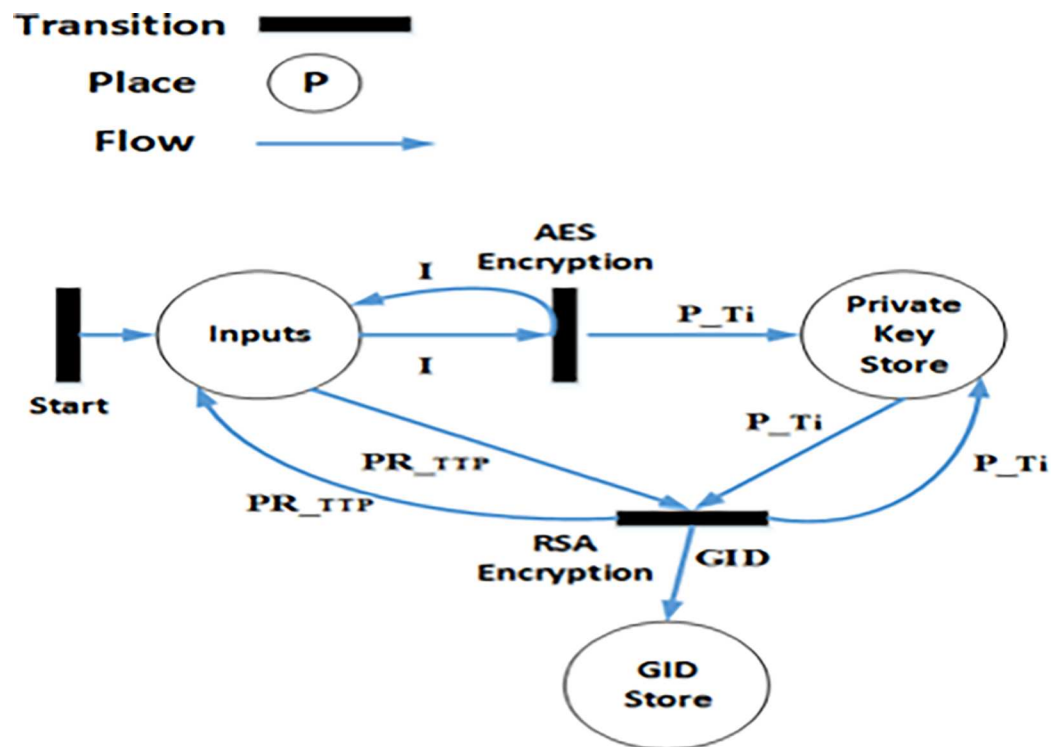 Transition
Place
P
Flow
AES
Encryption
I
Inputs
I
P_Ti
Private
Key
Store
Start
P_Ti
P_Ti
PR_TTP
PR_TTP
RSA
Encryption
GID
GID
Store